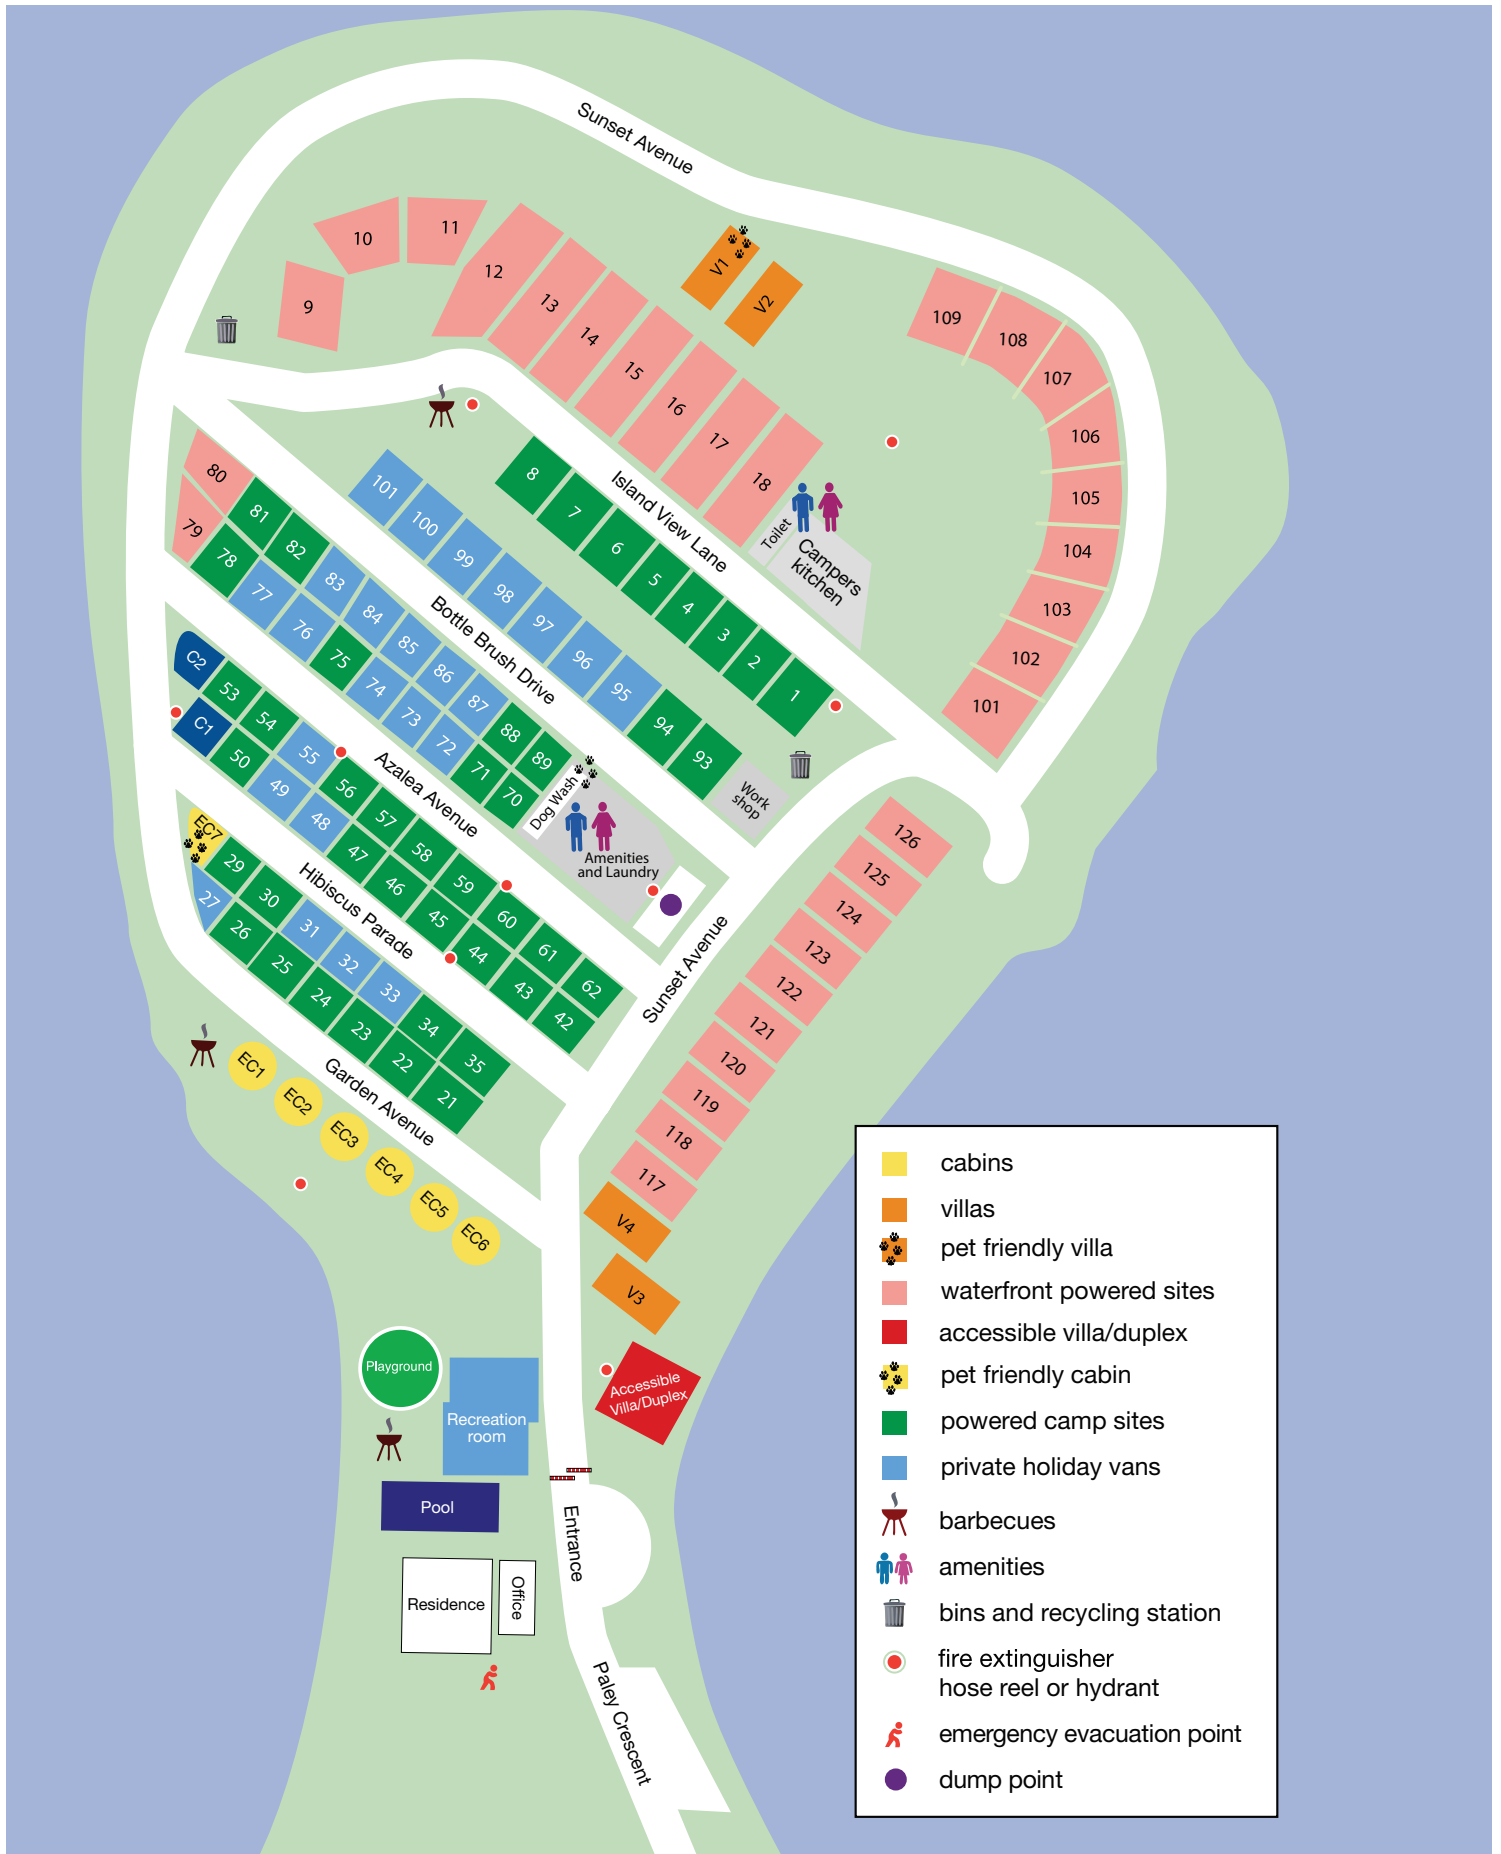 Sunset Avenue
10
11
12
9
13
14
15
16
17
18
V1
V2
109
108
107
106
105
104
103
102
101
Toilet
Campers
kitchen
Island View Lane
8
7
6
5
4
3
2
1
101
100
99
98
97
96
95
94
93
Work
shop
Bottle Brush Drive
80
81
82
83
84
85
86
87
88
89
79
78
77
76
75
74
73
72
71
70
Dog Wash
Amenities
and Laundry
Azalea Avenue
C2
53
54
55
56
57
58
59
60
61
62
C1
50
49
48
47
46
45
44
43
42
Hibiscus Parade
EC7
29
30
31
32
33
34
35
27
26
25
24
23
22
21
Garden Avenue
EC1
EC2
EC3
EC4
EC5
EC6
Sunset Avenue
126
125
124
123
122
121
120
119
118
117
V4
V3
Accessible
Villa/Duplex
Playground
Recreation
room
Pool
Residence
Office
Entrance
Paley Crescent
cabins
villas
pet friendly villa
waterfront powered sites
accessible villa/duplex
pet friendly cabin
powered camp sites
private holiday vans
barbecues
amenities
bins and recycling station
fire extinguisher
hose reel or hydrant
emergency evacuation point
dump point